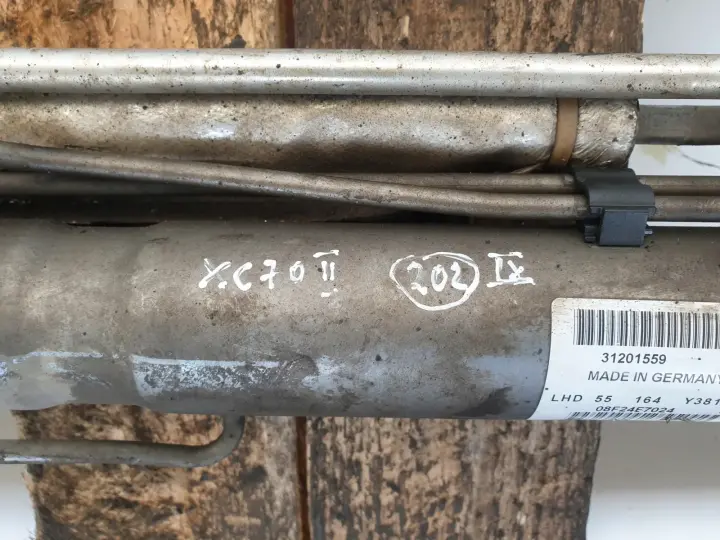 XC70 II 202 IX
31201559
MADE IN GERMANY
LHD 55 164 Y381
08F24E7024